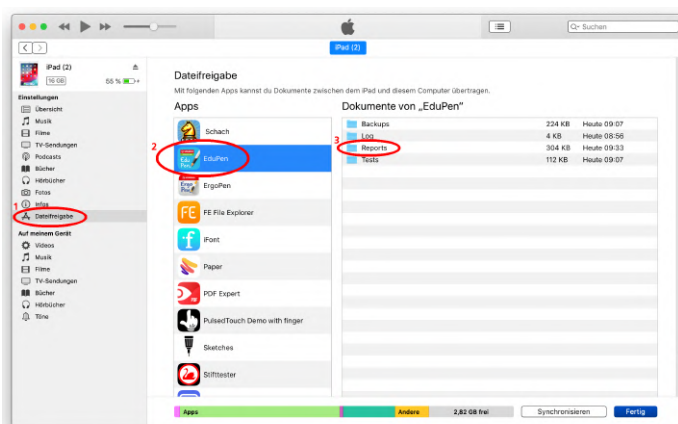 Suchen
iPad (2)
iPad (2)
16 GB
55 %
Einstellungen
Übersicht
Musik
Filme
TV-Sendungen
Podcasts
Bücher
Hörbücher
Fotos
Infos
1
Dateifreigabe
Auf meinem Gerät
Videos
Musik
Filme
TV-Sendungen
Bücher
Hörbücher
Töne
Dateifreigabe
Mit folgenden Apps kannst du Dokumente zwischen dem iPad und diesem Computer übertragen.
Apps
Schach
2
EduPen
ErgoPen
FE
FE File Explorer
iFont
Paper
PDF Expert
PulsedTouch Demo with finger
Sketches
Stifttester
Dokumente von „EduPen"
Backups 224 KB Heute 09:07
Log 4 KB Heute 08:56
3
Reports 304 KB Heute 09:33
Tests 112 KB Heute 09:07
Apps Andere 2,82 GB frei
Synchronisieren Fertig